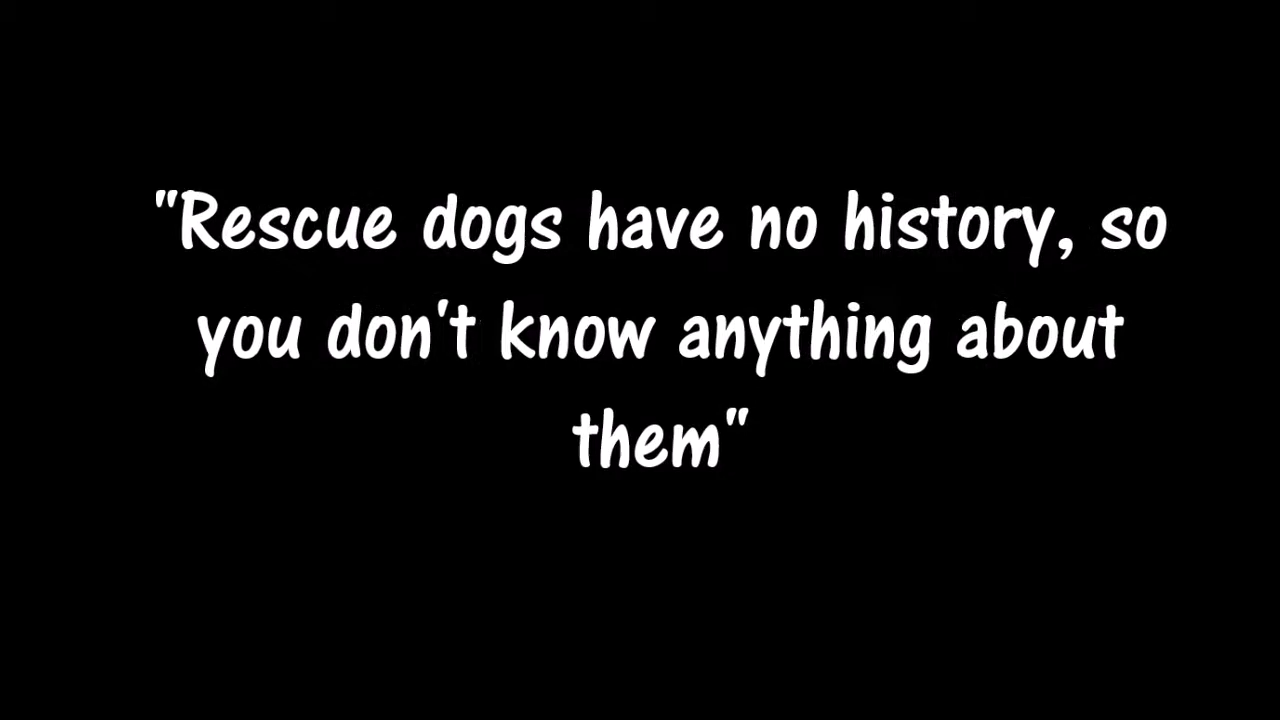 "Rescue dogs have no history, so
you don't know anything about
them"